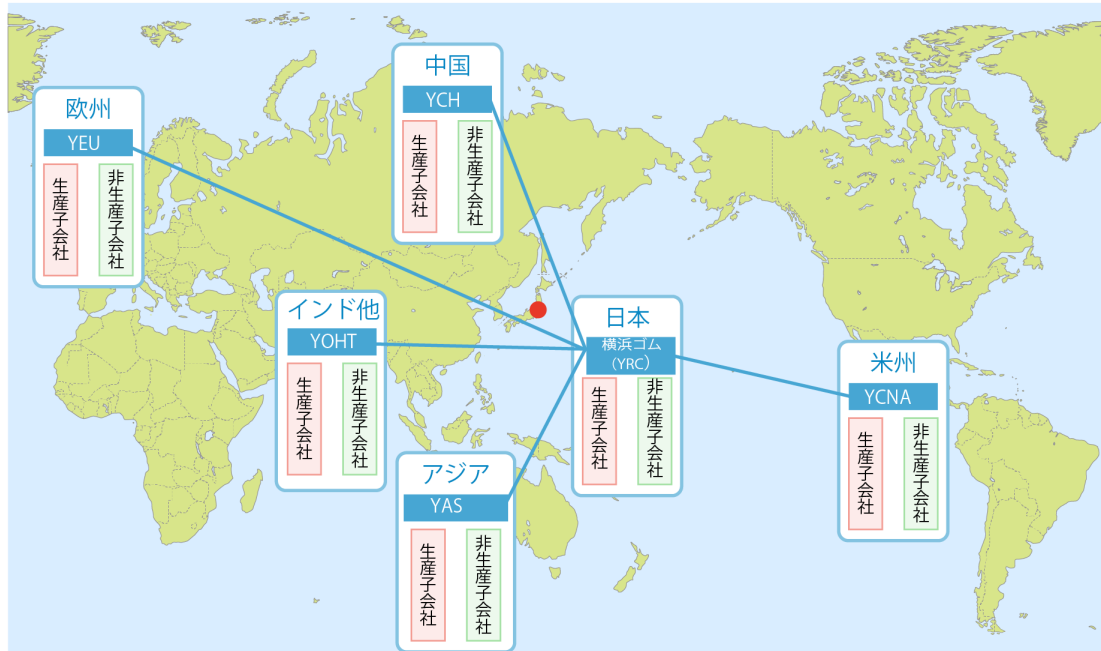 中国
YCH
生産子会社
非生産子会社
欧州
YEU
生産子会社
非生産子会社
インド他
YOHT
生産子会社
非生産子会社
日本
横浜ゴム
(YRC)
生産子会社
非生産子会社
米州
YCNA
生産子会社
非生産子会社
アジア
YAS
生産子会社
非生産子会社